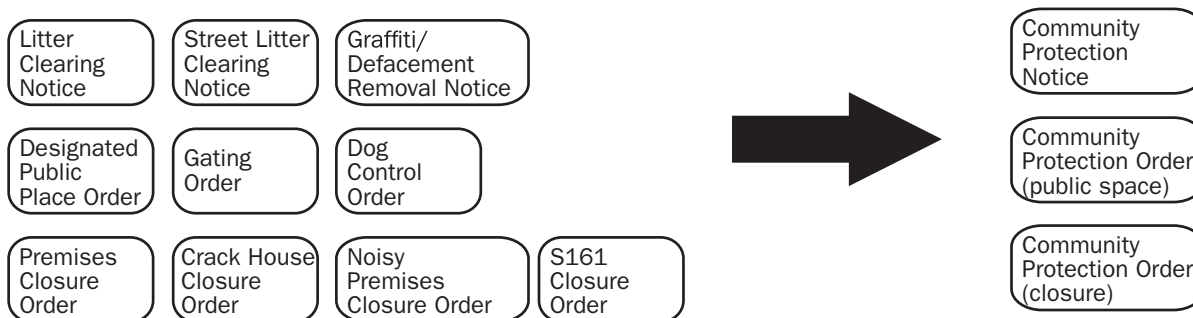 Litter
Clearing
Notice
Street Litter
Clearing
Notice
Graffiti/
Defacement
Removal Notice
Community
Protection
Notice
Designated
Public
Place Order
Gating
Order
Dog
Control
Order
Community
Protection Order
(public space)
Premises
Closure
Order
Crack House
Closure
Order
Noisy
Premises
Closure Order
S161
Closure
Order
Community
Protection Order
(closure)